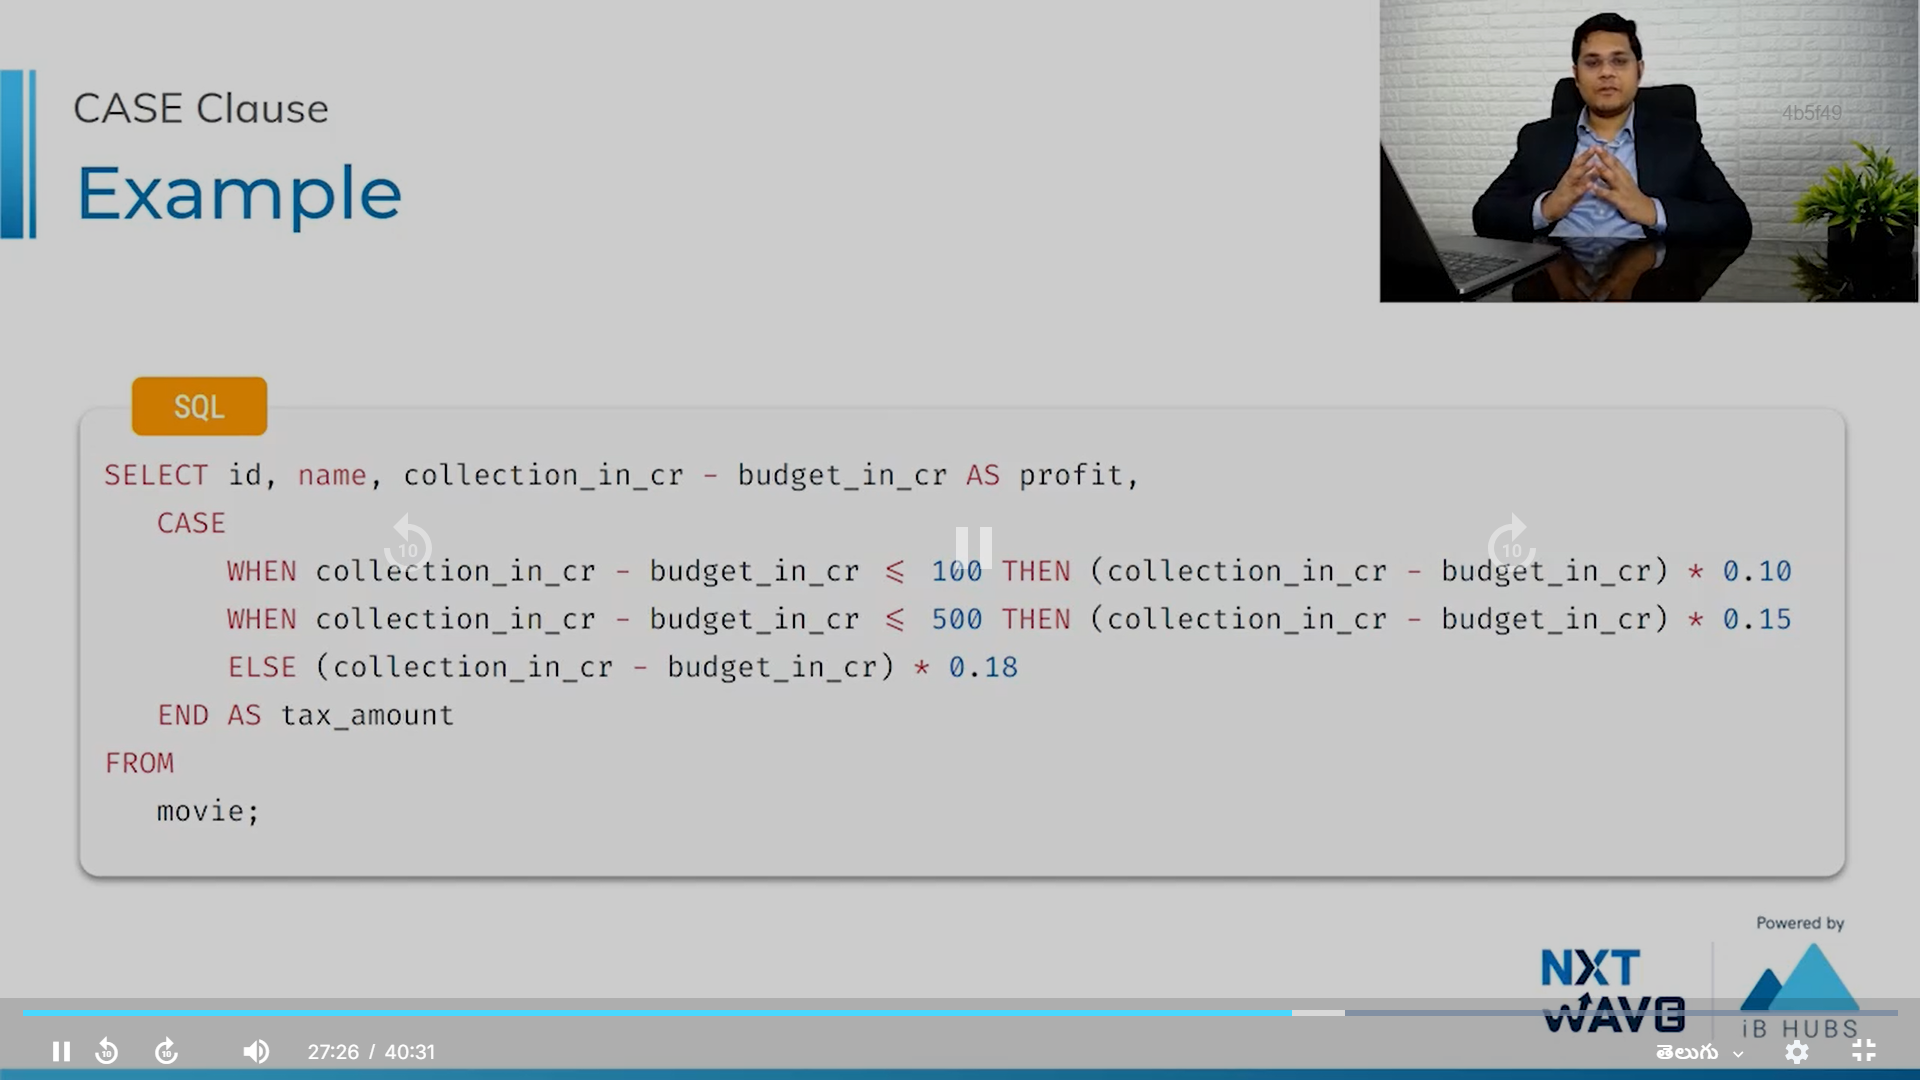 4b5f49
CASE Clause
Example
SQL
SELECT id, name, collection_in_cr - budget_in_cr AS profit,
CASE
WHEN collection_in_cr - budget_in_cr <= 100 THEN (collection_in_cr - budget_in_cr) * 0.10
WHEN collection_in_cr - budget_in_cr <= 500 THEN (collection_in_cr - budget_in_cr) * 0.15
ELSE (collection_in_cr - budget_in_cr) * 0.18
END AS tax_amount
FROM
movie;
10
10
Powered by
NXT
WAVE
iB HUBS
10
10
27:26 / 40:31
తెలుగు